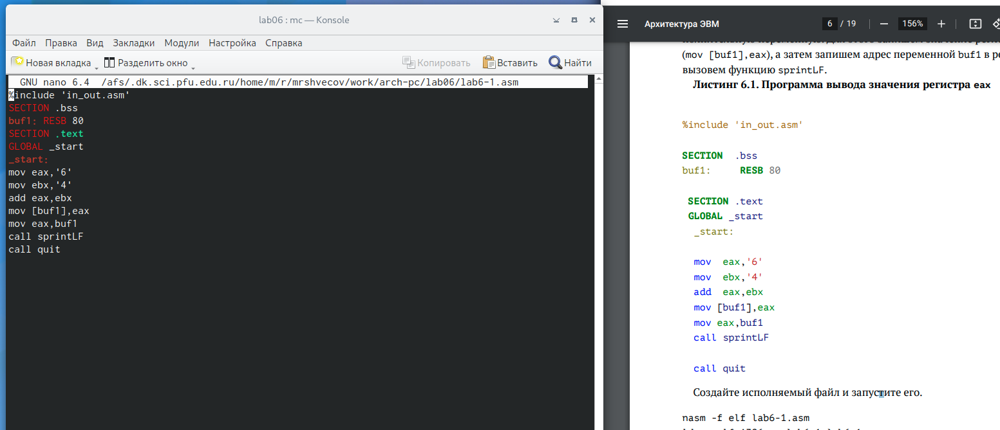 lab06 : mc — Konsole
Файл Правка Вид Закладки Модули Настройка Справка
Новая вкладка Разделить окно Копировать Вставить Найти
GNU nano 6.4 /afs/.dk.sci.pfu.edu.ru/home/m/r/mrshvecov/work/arch-pc/lab06/lab6-1.asm
%include 'in_out.asm'
SECTION .bss
buf1: RESB 80
SECTION .text
GLOBAL _start
_start:
mov eax,'6'
mov ebx,'4'
add eax,ebx
mov [buf1],eax
mov eax,buf1
call sprintLF
call quit
Архитектура ЭВМ 6 / 19 156%
(mov [buf1],eax), а затем запишем адрес переменной buf1 в
вызовем функцию sprintLF.
Листинг 6.1. Программа вывода значения регистра eax
%include 'in_out.asm'
SECTION .bss
buf1: RESB 80
SECTION .text
GLOBAL _start
_start:
mov eax,'6'
mov ebx,'4'
add eax,ebx
mov [buf1],eax
mov eax,buf1
call sprintLF
call quit
Создайте исполняемый файл и запустите его.
nasm -f elf lab6-1.asm